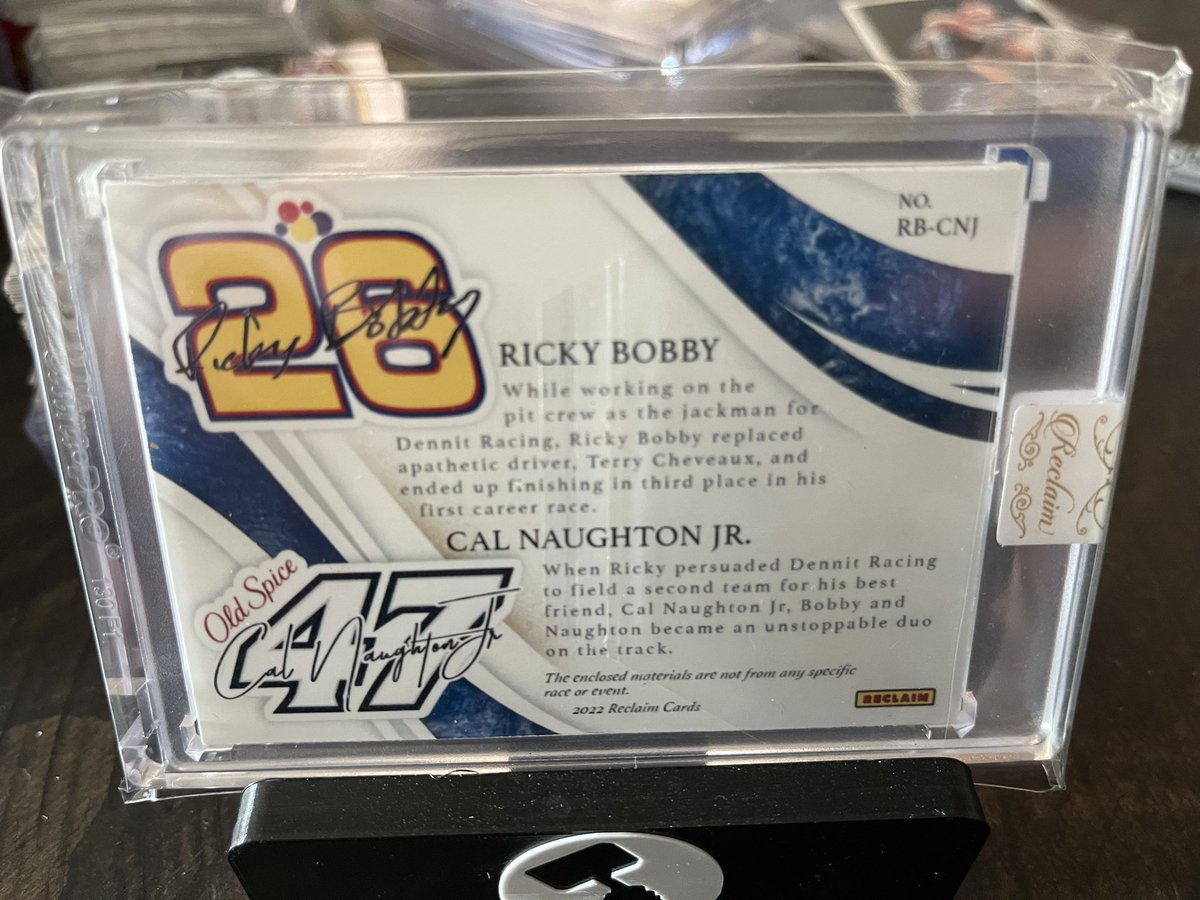 NO.
RB-CNJ
26
Ricky Bobby
RICKY BOBBY
While working on the
pit crew as the jackman for
Dennit Racing, Ricky Bobby replaced
apathetic driver, Terry Cheveaux, and
ended up finishing in third place in his
first career race.
CAL NAUGHTON JR.
Old Spice
47
Cal Naughton Jr
When Ricky persuaded Dennit Racing
to field a second team for his best
friend, Cal Naughton Jr, Bobby and
Naughton became an unstoppable duo
on the track.
The enclosed materials are not from any specific
race or event.
2022 Reclaim Cards
RECLAIM
Reclaim